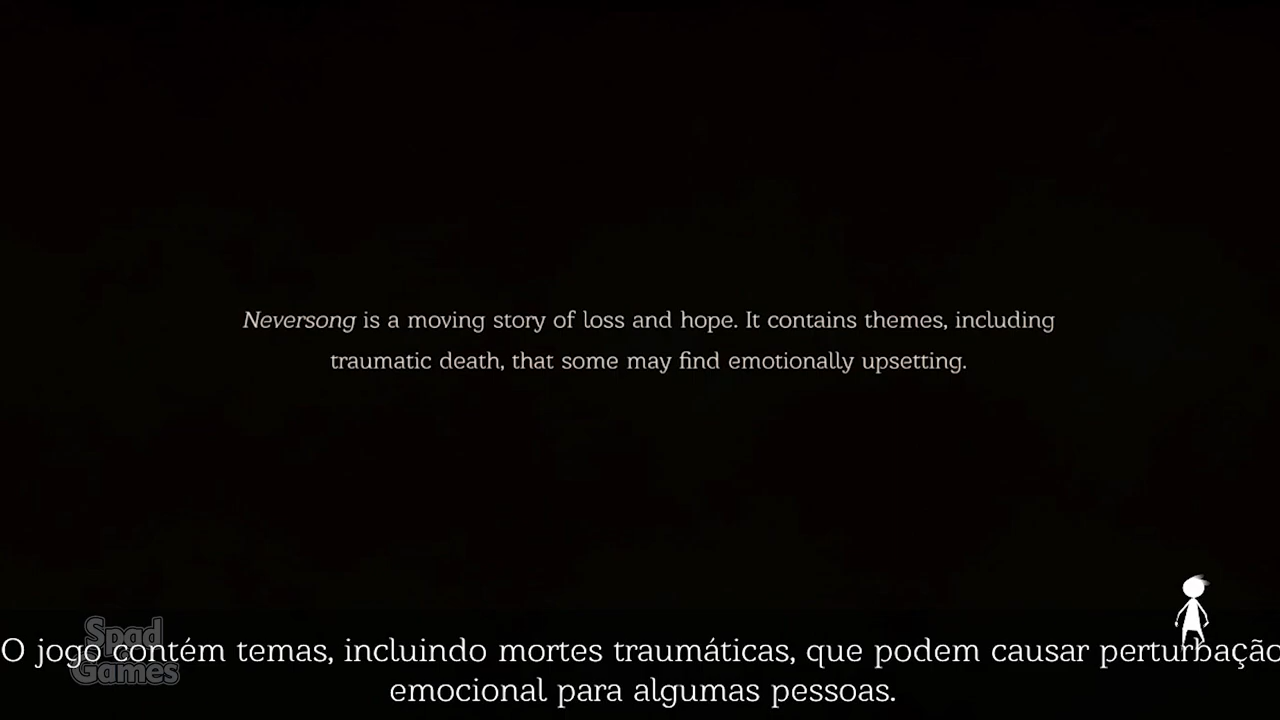 Neversong is a moving story of loss and hope. It contains themes, including
traumatic death, that some may find emotionally upsetting.
O jogo contém temas, incluindo mortes traumáticas, que podem causar perturbação
emocional para algumas pessoas.
Spad
Games